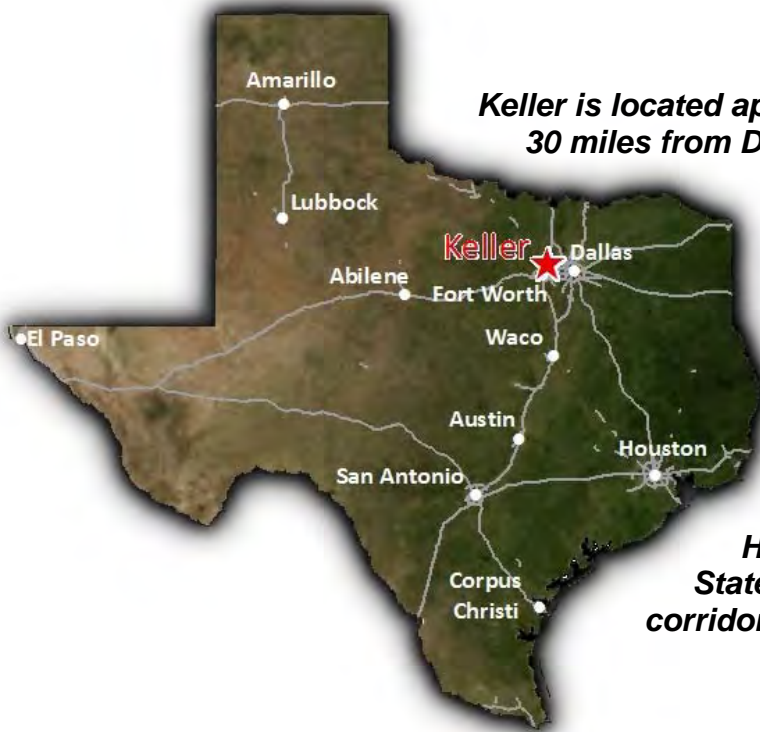 Amarillo
Keller is located ap
30 miles from D
Lubbock
Keller
Dallas
Abilene
Fort Worth
El Paso
Waco
Austin
Houston
San Antonio
H
State
corridor
Corpus
Christi